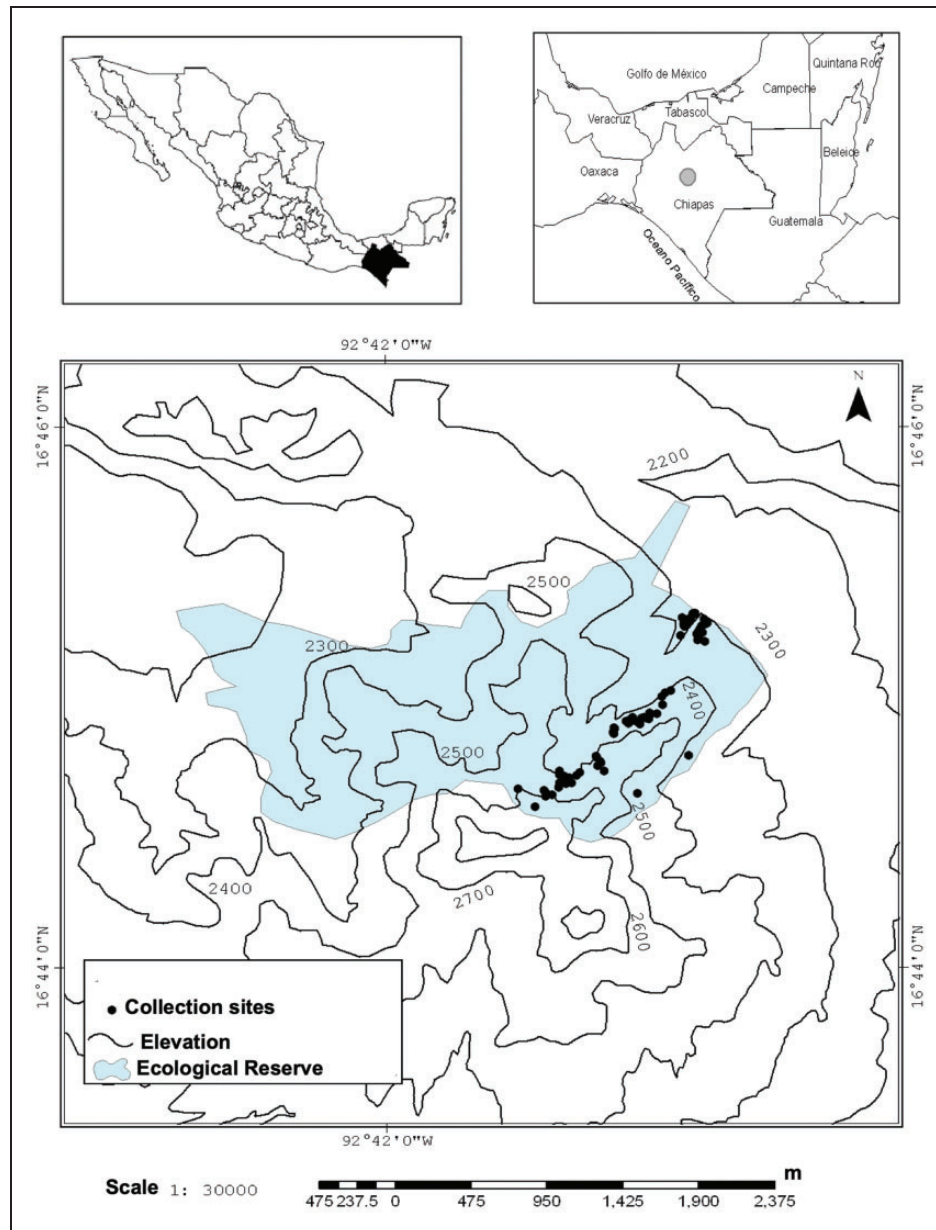 Golfo de México
Quintana Roo
Campeche
Veracruz
Tabasco
Beleice
Oaxaca
Chiapas
Guatemala
Oceano Pacífico
92°42'0"W
N
16°46'0"N
16°46'0"N
2200
2500
2300
2300
2400
2500
2500
2400
2700
2600
16°44'0"N
16°44'0"N
Collection sites
Elevation
Ecological Reserve
92°42'0"W
Scale 1: 30000
m
475 237.5 0 475 950 1,425 1,900 2,375